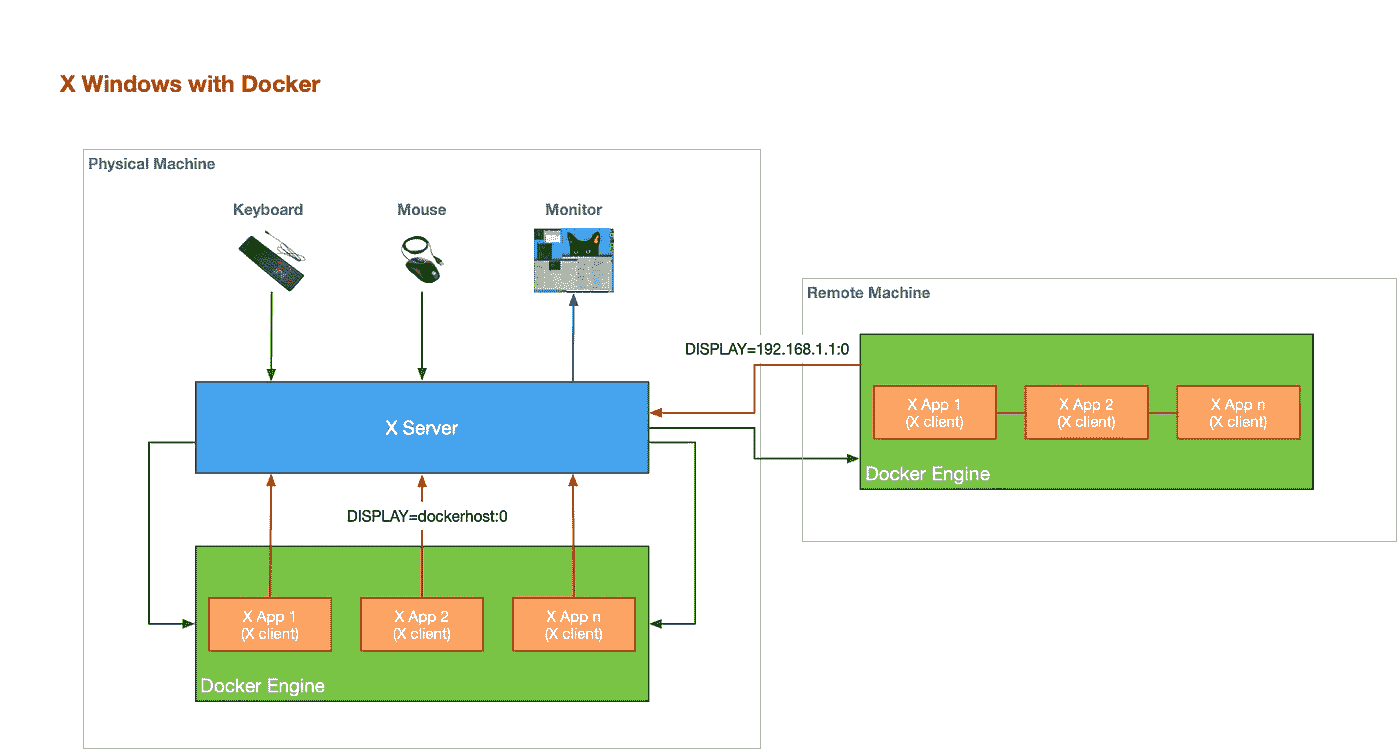 X Windows with Docker
Physical Machine
Keyboard
Mouse
Monitor
Remote Machine
DISPLAY=192.168.1.1:0
X App 1
(X client)
X App 2
(X client)
X App n
(X client)
Docker Engine
X Server
DISPLAY=dockerhost:0
X App 1
(X client)
X App 2
(X client)
X App n
(X client)
Docker Engine